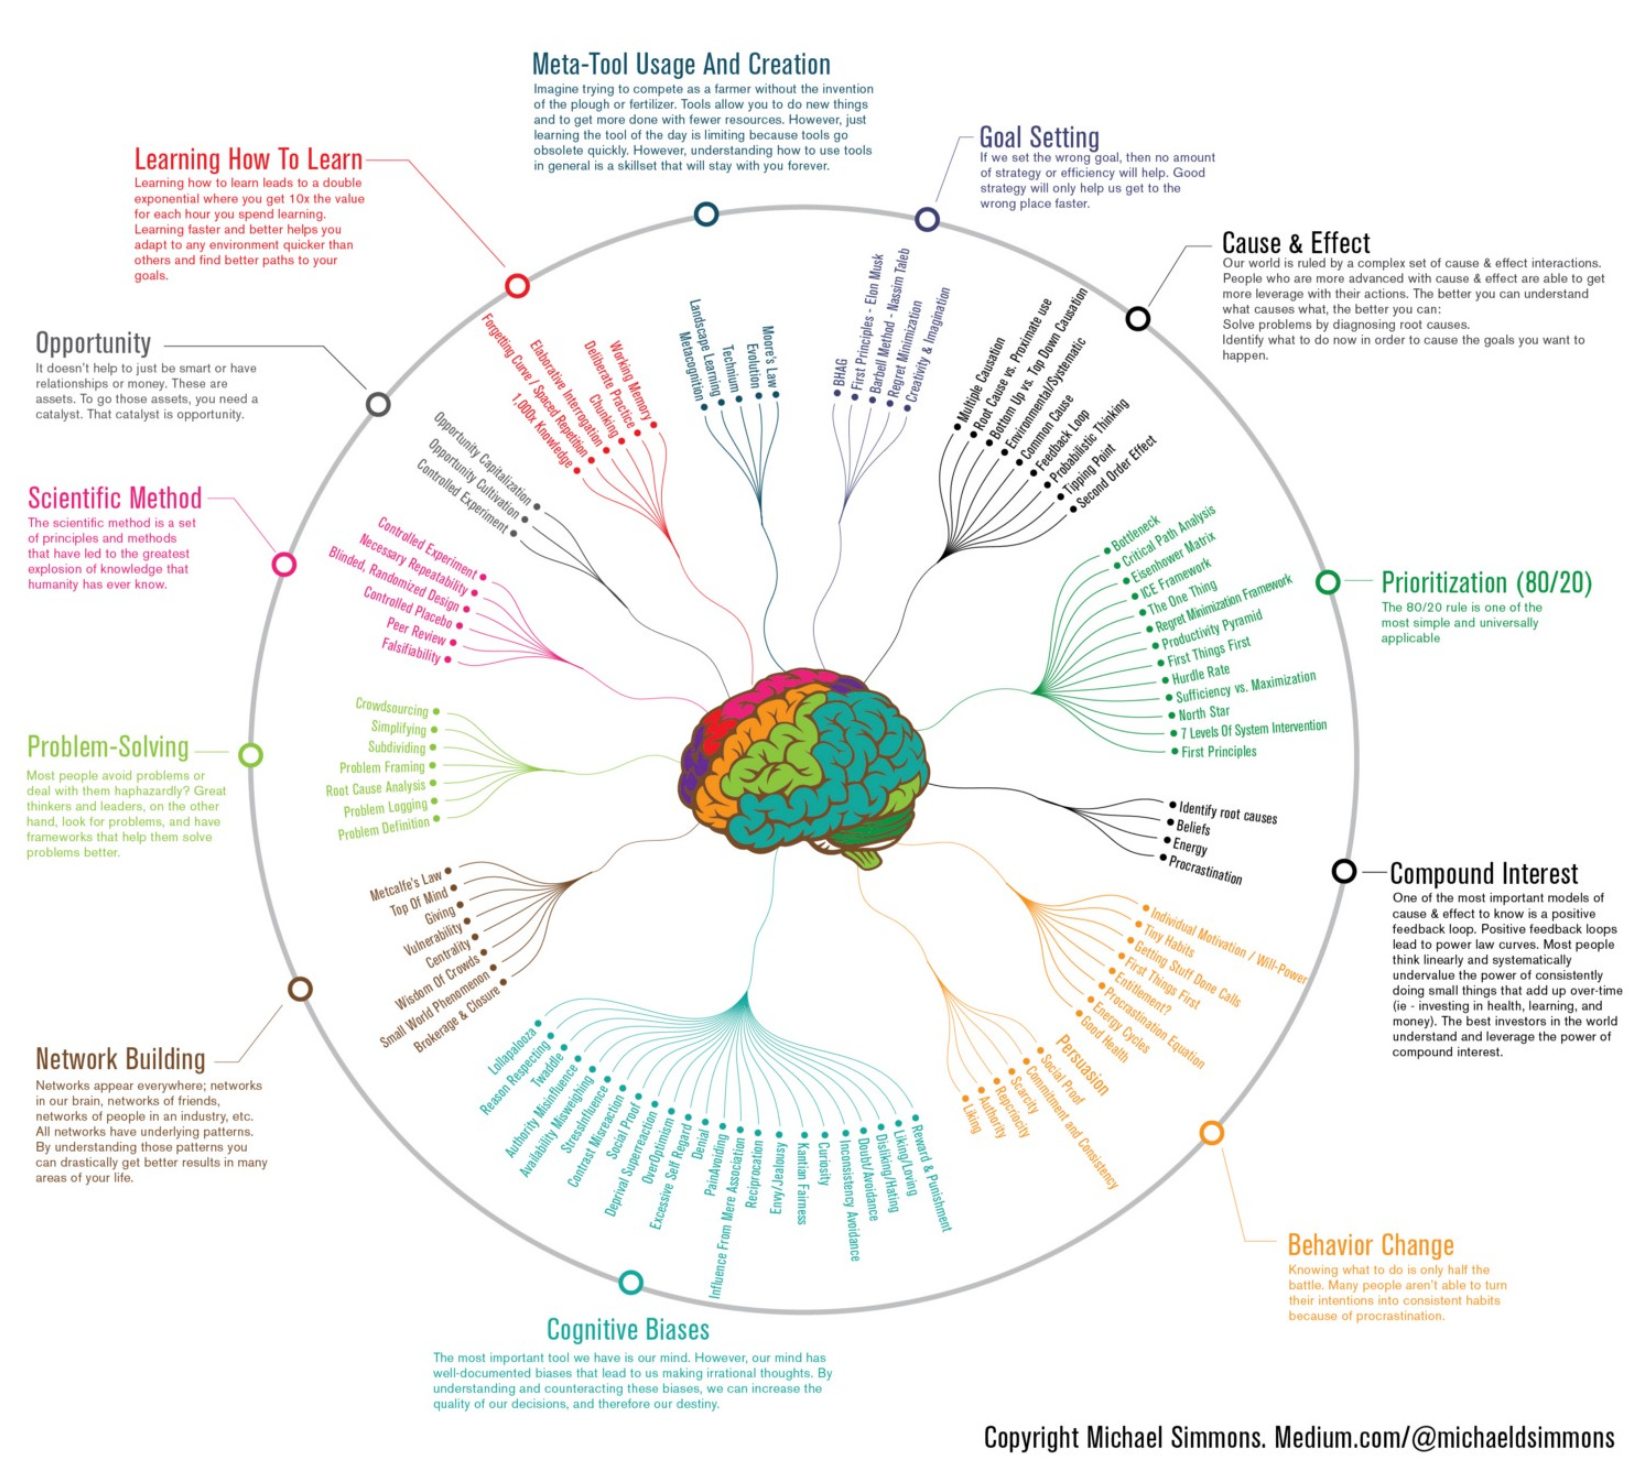 Meta-Tool Usage And Creation
Imagine trying to compete as a farmer without the invention
of the plough or fertilizer. Tools allow you to do new things
and to get more done with fewer resources. However, just
learning the tool of the day is limiting because tools go
obsolete quickly. However, understanding how to use tools
in general is a skillset that will stay with you forever.
Goal Setting
If we set the wrong goal, then no amount
of strategy or efficiency will help. Good
strategy will only help us get to the
wrong place faster.
Learning How To Learn
Learning how to learn leads to a double
exponential where you get 10x the value
for each hour you spend learning.
Learning faster and better helps you
adapt to any environment quicker than
others and find better paths to your
goals.
Cause & Effect
Our world is ruled by a complex set of cause & effect interactions.
People who are more advanced with cause & effect are able to get
more leverage with their actions. The better you can understand
what causes what, the better you can:
Solve problems by diagnosing root causes.
Identify what to do now in order to cause the goals you want to
happen.
Opportunity
It doesn't help to just be smart or have
relationships or money. These are
assets. To go those assets, you need a
catalyst. That catalyst is opportunity.
Scientific Method
The scientific method is a set
of principles and methods
that have led to the greatest
explosion of knowledge that
humanity has ever know.
Prioritization (80/20)
The 80/20 rule is one of the
most simple and universally
applicable
Problem-Solving
Most people avoid problems or
deal with them haphazardly? Great
thinkers and leaders, on the other
hand, look for problems, and have
frameworks that help them solve
problems better.
Compound Interest
One of the most important models of
cause & effect to know is a positive
feedback loop. Positive feedback loops
lead to power law curves. Most people
think linearly and systematically
undervalue the power of consistently
doing small things that add up over-time
(ie - investing in health, learning, and
money). The best investors in the world
understand and leverage the power of
compound interest.
Network Building
Networks appear everywhere; networks
in our brain, networks of friends,
networks of people in an industry, etc.
All networks have underlying patterns.
By understanding those patterns you
can drastically get better results in many
areas of your life.
Behavior Change
Knowing what to do is only half the
battle. Many people aren't able to turn
their intentions into consistent habits
because of procrastination.
Cognitive Biases
The most important tool we have is our mind. However, our mind has
well-documented biases that lead to us making irrational thoughts. By
understanding and counteracting these biases, we can increase the
quality of our decisions, and therefore our destiny.
Metacognition
Landscape Learning
Technium
Evolution
Moore's Law
BHAG
First Principles - Elon Musk
Barbell Method - Nassim Taleb
Regret Minimization
Creativity & Imagination
Multiple Causation
Root Cause vs. Proximate use
Bottom Up vs. Top Down Causation
Environmental/Systematic
Common Cause
Feedback Loop
Probabilistic Thinking
Tipping Point
Second Order Effect
Bottleneck
Critical Path Analysis
Eisenhower Matrix
ICE Framework
The One Thing
Regret Minimization Framework
Productivity Pyramid
First Things First
Hurdle Rate
Sufficiency vs. Maximization
North Star
7 Levels Of System Intervention
First Principles
Identify root causes
Beliefs
Energy
Procrastination
Individual Motivation / Will-Power
Tiny Habits
Getting Stuff Done Calls
First Things First
Entitlement?
Procrastination Equation
Energy Cycles
Good Health
Persuasion
Social Proof
Commitment and Consistency
Scarcity
Repcriocity
Authority
Liking
Reward & Punishment
Liking/Loving
Disliking/Hating
Doubt/Avoidance
Inconsistency Avoidance
Curiosity
Kantian Fairness
Envy/Jealousy
Reciprocation
Influence From Mere Association
PainAvoiding
Denial
Excessive Self Regard
OverOptimism
Deprival Superreaction
Social Proof
Contrast Misreaction
StressInfluence
Availability Misweighing
Authority Misinfluence
Twaddle
Reason Respecting
Lollapalooza
Brokerage & Closure
Small World Phenomenon
Wisdom Of Crowds
Centrality
Vulnerability
Giving
Top Of Mind
Metcalfe's Law
Problem Definition
Problem Logging
Root Cause Analysis
Problem Framing
Subdividing
Simplifying
Crowdsourcing
Falsifiability
Peer Review
Controlled Placebo
Blinded, Randomized Design
Necessary Repeatability
Controlled Experiment
Controlled Experiment
Opportunity Cultivation
Opportunity Capitalization
1,000x Knowledge
Forgetting Curve / Spaced Repetition
Elaborative Interrogation
Chunking
Deliberate Practice
Working Memory
Copyright Michael Simmons. Medium.com/@michaeldsimmons